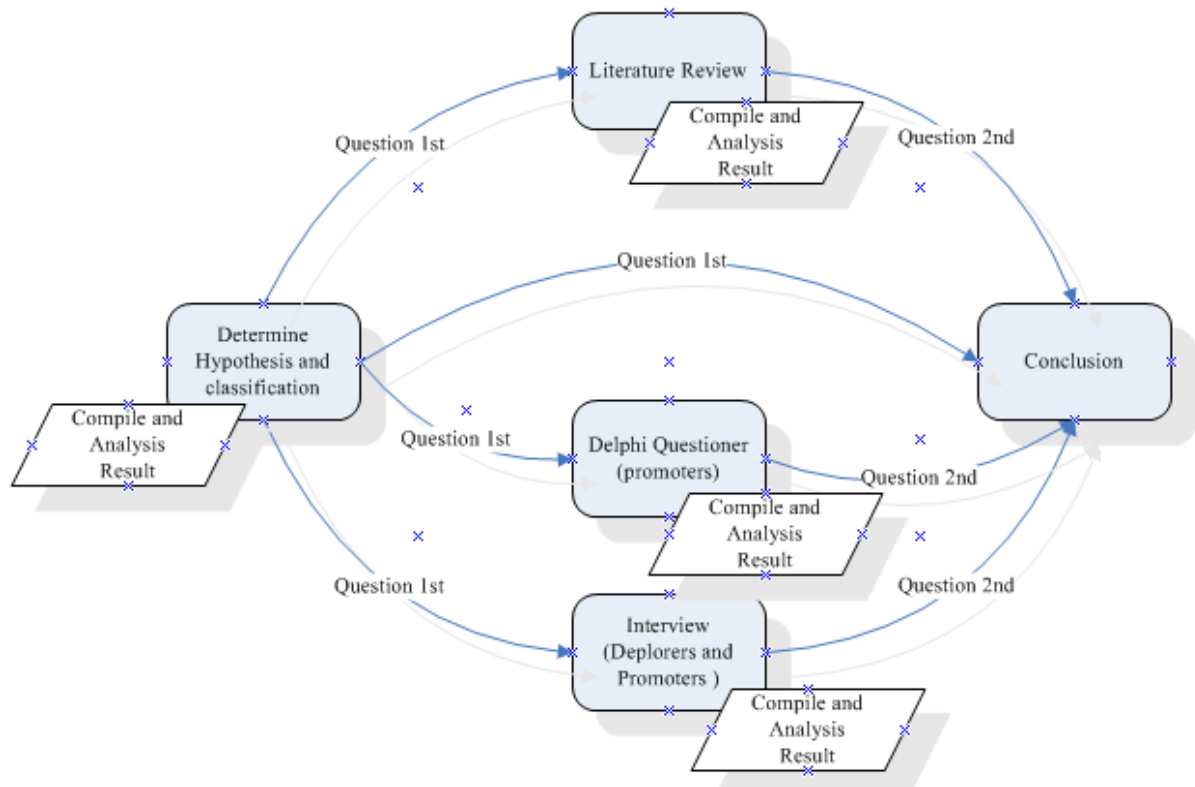 Literature Review
Compile and
Analysis
Result
Question 1st
Question 2nd
Question 1st
Determine
Hypothesis and
classification
Compile and
Analysis
Result
Conclusion
Question 1st
Delphi Questioner
(promoters)
Question 2nd
Compile and
Analysis
Result
Question 1st
Question 2nd
Interview
(Deplorers and
Promoters )
Compile and
Analysis
Result